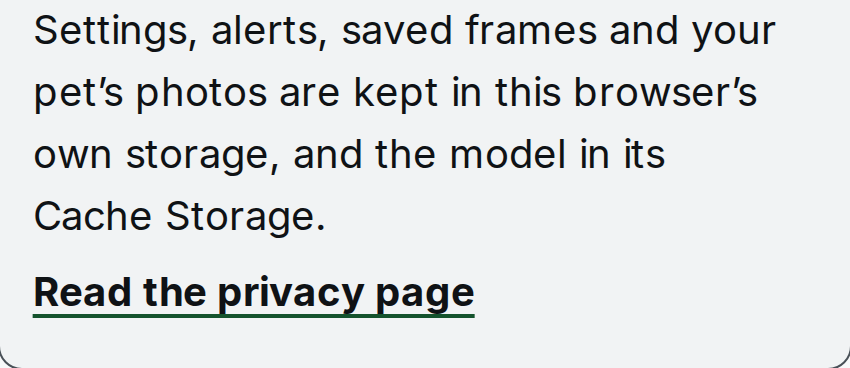 Settings, alerts, saved frames and your
pet’s photos are kept in this browser’s
own storage, and the model in its
Cache Storage.
Read the privacy page